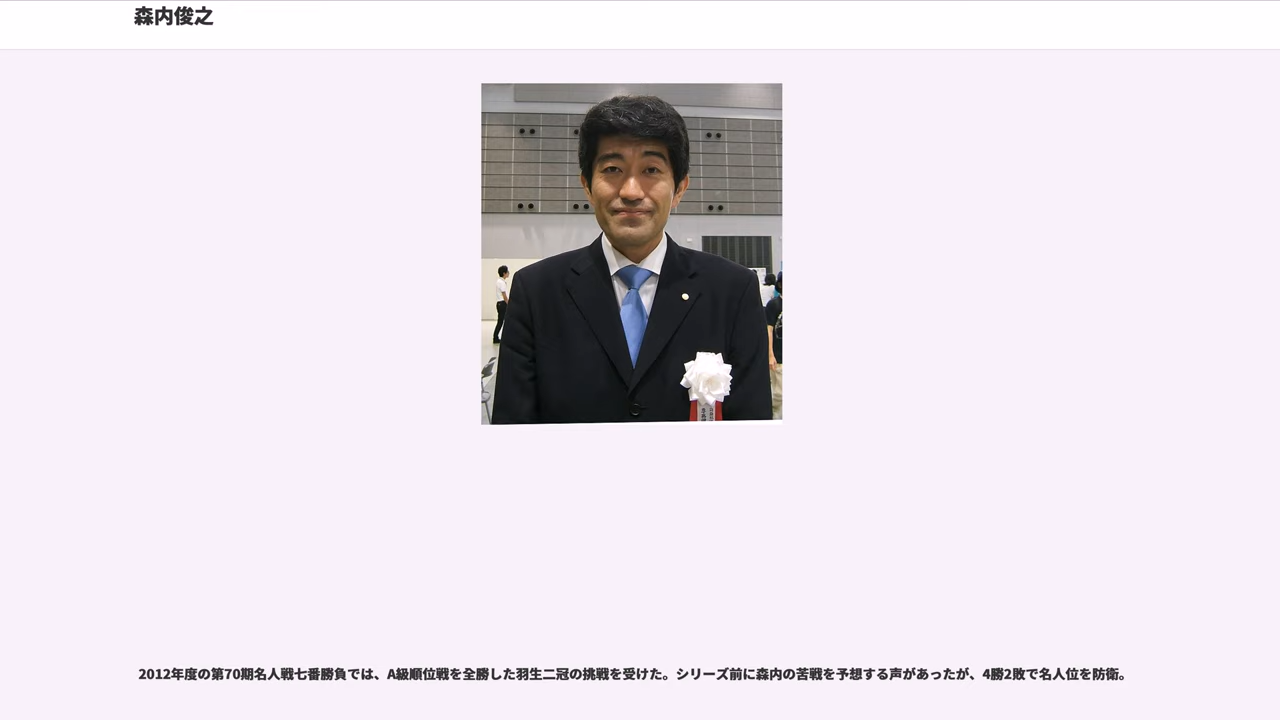 森内俊之
2012年度の第70期名人戦七番勝負では、A級順位戦を全勝した羽生二冠の挑戦を受けた。シリーズ前に森内の苦戦を予想する声があったが、4勝2敗で名人位を防衛。